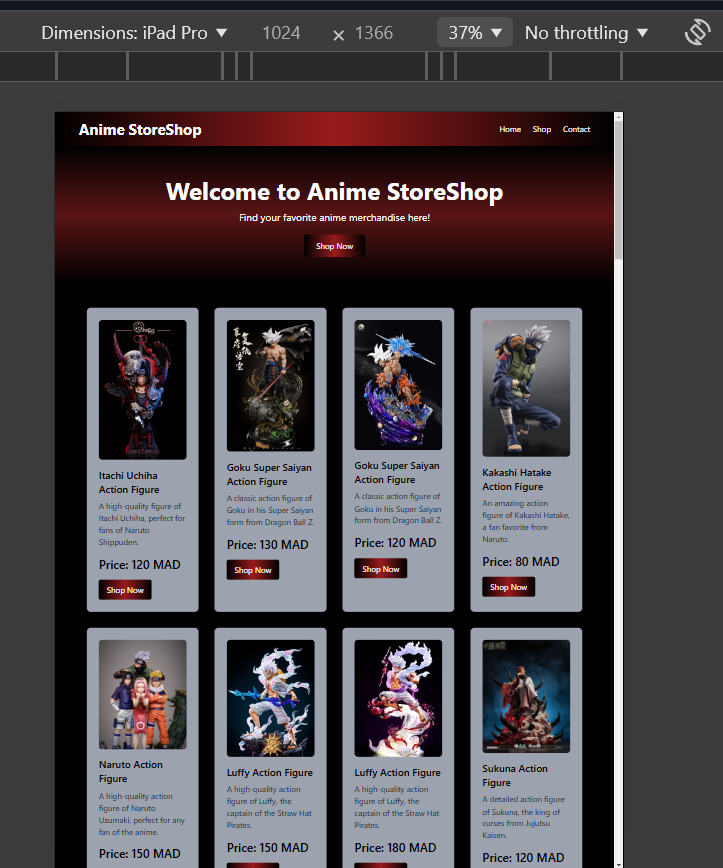 Dimensions: iPad Pro ▼ 1024 × 1366 37% ▼ No throttling ▼
Anime StoreShop Home Shop Contact
Welcome to Anime StoreShop
Find your favorite anime merchandise here!
Shop Now
Itachi Uchiha
Action Figure
A high-quality figure of
Itachi Uchiha, perfect for
fans of Naruto
Shippuden.
Price: 120 MAD
Shop Now
Goku Super Saiyan
Action Figure
A classic action figure of
Goku in his Super Saiyan
form from Dragon Ball Z.
Price: 130 MAD
Shop Now
Goku Super Saiyan
Action Figure
A classic action figure of
Goku in his Super Saiyan
form from Dragon Ball Z.
Price: 120 MAD
Shop Now
Kakashi Hatake
Action Figure
An amazing action
figure of Kakashi Hatake,
a fan favorite from
Naruto.
Price: 80 MAD
Shop Now
Naruto Action
Figure
A high-quality action
figure of Naruto
Uzumaki, perfect for any
fan of the anime.
Price: 150 MAD
Luffy Action Figure
A high-quality action
figure of Luffy, the
captain of the Straw Hat
Pirates.
Price: 150 MAD
Luffy Action Figure
A high-quality action
figure of Luffy, the
captain of the Straw Hat
Pirates.
Price: 180 MAD
Sukuna Action
Figure
A detailed action figure
of Sukuna, the king of
curses from Jujutsu
Kaisen.
Price: 120 MAD